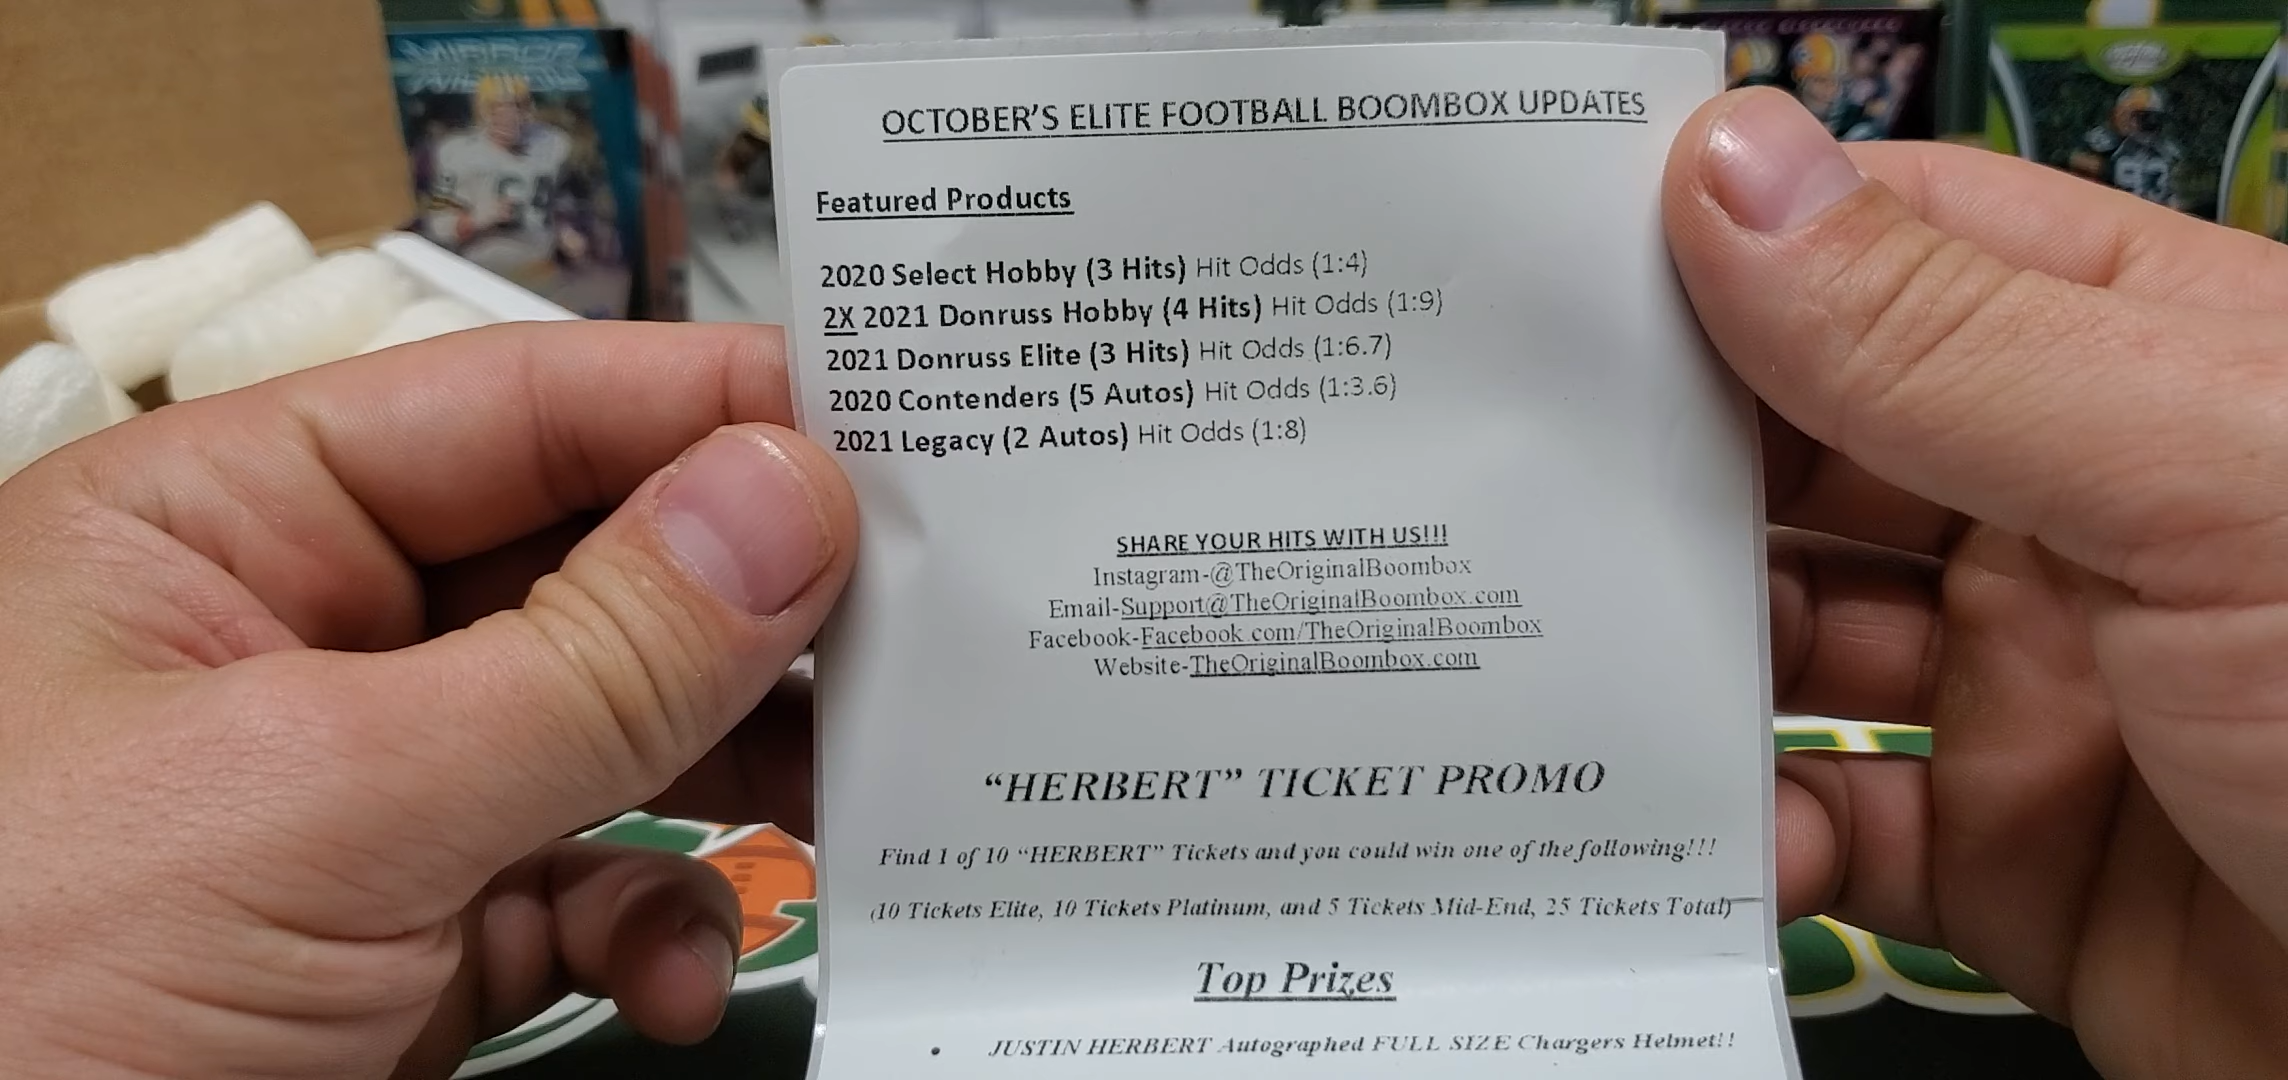 MIRROR
OCTOBER'S ELITE FOOTBALL BOOMBOX UPDATES
Featured Products
2020 Select Hobby (3 Hits) Hit Odds (1:4)
2X 2021 Donruss Hobby (4 Hits) Hit Odds (1:9)
2021 Donruss Elite (3 Hits) Hit Odds (1:6.7)
2020 Contenders (5 Autos) Hit Odds (1:3.6)
2021 Legacy (2 Autos) Hit Odds (1:8)
SHARE YOUR HITS WITH US!!!
Instagram-@TheOriginalBoombox
Email-Support@TheOriginalBoombox.com
Facebook-Facebook.com/TheOriginalBoombox
Website-TheOriginalBoombox.com
“HERBERT” TICKET PROMO
Find 1 of 10 “HERBERT” Tickets and you could win one of the following!!!
(10 Tickets Elite, 10 Tickets Platinum, and 5 Tickets Mid-End, 25 Tickets Total)
Top Prizes
• JUSTIN HERBERT Autographed FULL SIZE Chargers Helmet!!